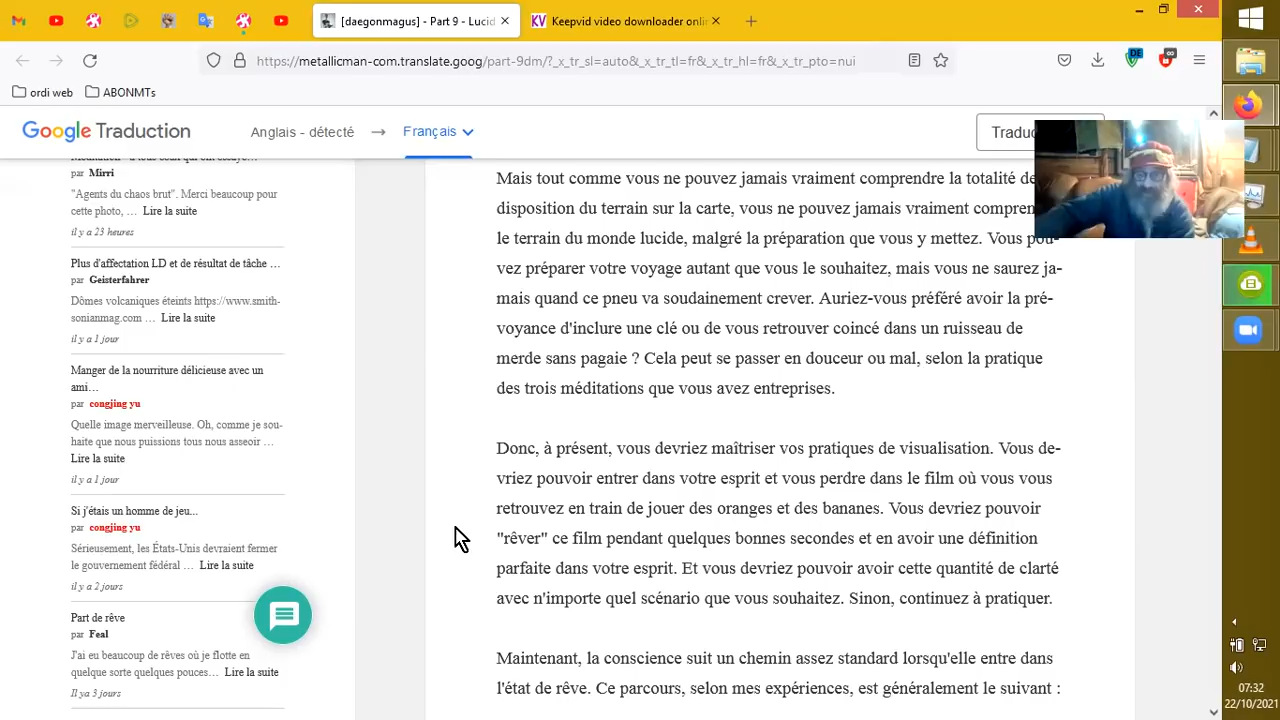 [daegonmagus] - Part 9 - Lucid
Keepvid video downloader onlin
https://metallicman-com.translate.goog/part-9dm/?_x_tr_sl=auto&_x_tr_tl=fr&_x_tr_hl=fr&_x_tr_pto=nui
ordi web
ABONMTs
Google Traduction
Anglais - détecté
Français
par Mirri
"Agents du chaos brut". Merci beaucoup pour
cette photo, … Lire la suite
il y a 23 heures
Plus d'affectation LD et de résultat de tâche …
par Geisterfahrer
Dômes volcaniques éteints https://www.smith-
sonianmag.com … Lire la suite
il y a 1 jour
Manger de la nourriture délicieuse avec un
ami…
par congjing yu
Quelle image merveilleuse. Oh, comme je sou-
haite que nous puissions tous nous asseoir …
Lire la suite
il y a 1 jour
Si j'étais un homme de jeu...
par congjing yu
Sérieusement, les États-Unis devraient fermer
le gouvernement fédéral … Lire la suite
il y a 2 jours
Part de rêve
par Feal
J'ai eu beaucoup de rêves où je flotte en
quelque sorte quelques pouces… Lire la suite
Il ya 3 jours
Mais tout comme vous ne pouvez jamais vraiment comprendre la totalité de
disposition du terrain sur la carte, vous ne pouvez jamais vraiment compren
le terrain du monde lucide, malgré la préparation que vous y mettez. Vous pou-
vez préparer votre voyage autant que vous le souhaitez, mais vous ne saurez ja-
mais quand ce pneu va soudainement crever. Auriez-vous préféré avoir la pré-
voyance d'inclure une clé ou de vous retrouver coincé dans un ruisseau de
merde sans pagaie ? Cela peut se passer en douceur ou mal, selon la pratique
des trois méditations que vous avez entreprises.
Donc, à présent, vous devriez maîtriser vos pratiques de visualisation. Vous de-
vriez pouvoir entrer dans votre esprit et vous perdre dans le film où vous vous
retrouvez en train de jouer des oranges et des bananes. Vous devriez pouvoir
"rêver" ce film pendant quelques bonnes secondes et en avoir une définition
parfaite dans votre esprit. Et vous devriez pouvoir avoir cette quantité de clarté
avec n'importe quel scénario que vous souhaitez. Sinon, continuez à pratiquer.
Maintenant, la conscience suit un chemin assez standard lorsqu'elle entre dans
l'état de rêve. Ce parcours, selon mes expériences, est généralement le suivant :
07:32
22/10/2021